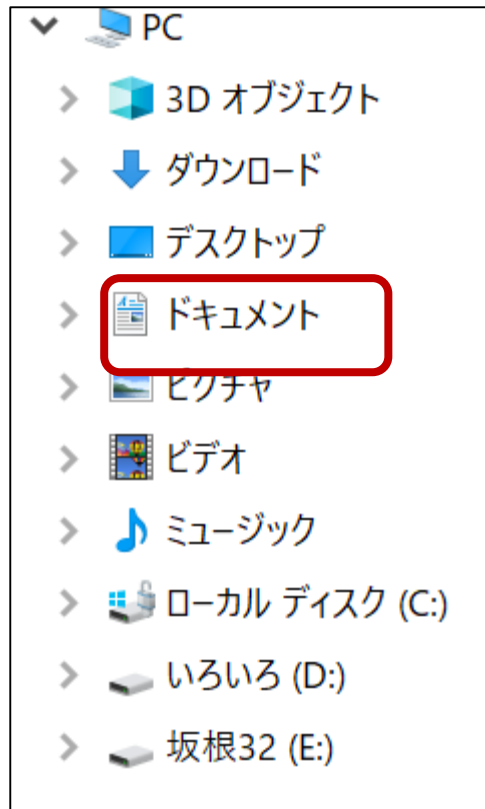 PC
3D オブジェクト
ダウンロード
デスクトップ
ドキュメント
ピクチャ
ビデオ
ミュージック
ローカル ディスク (C:)
いろいろ (D:)
坂根32 (E:)